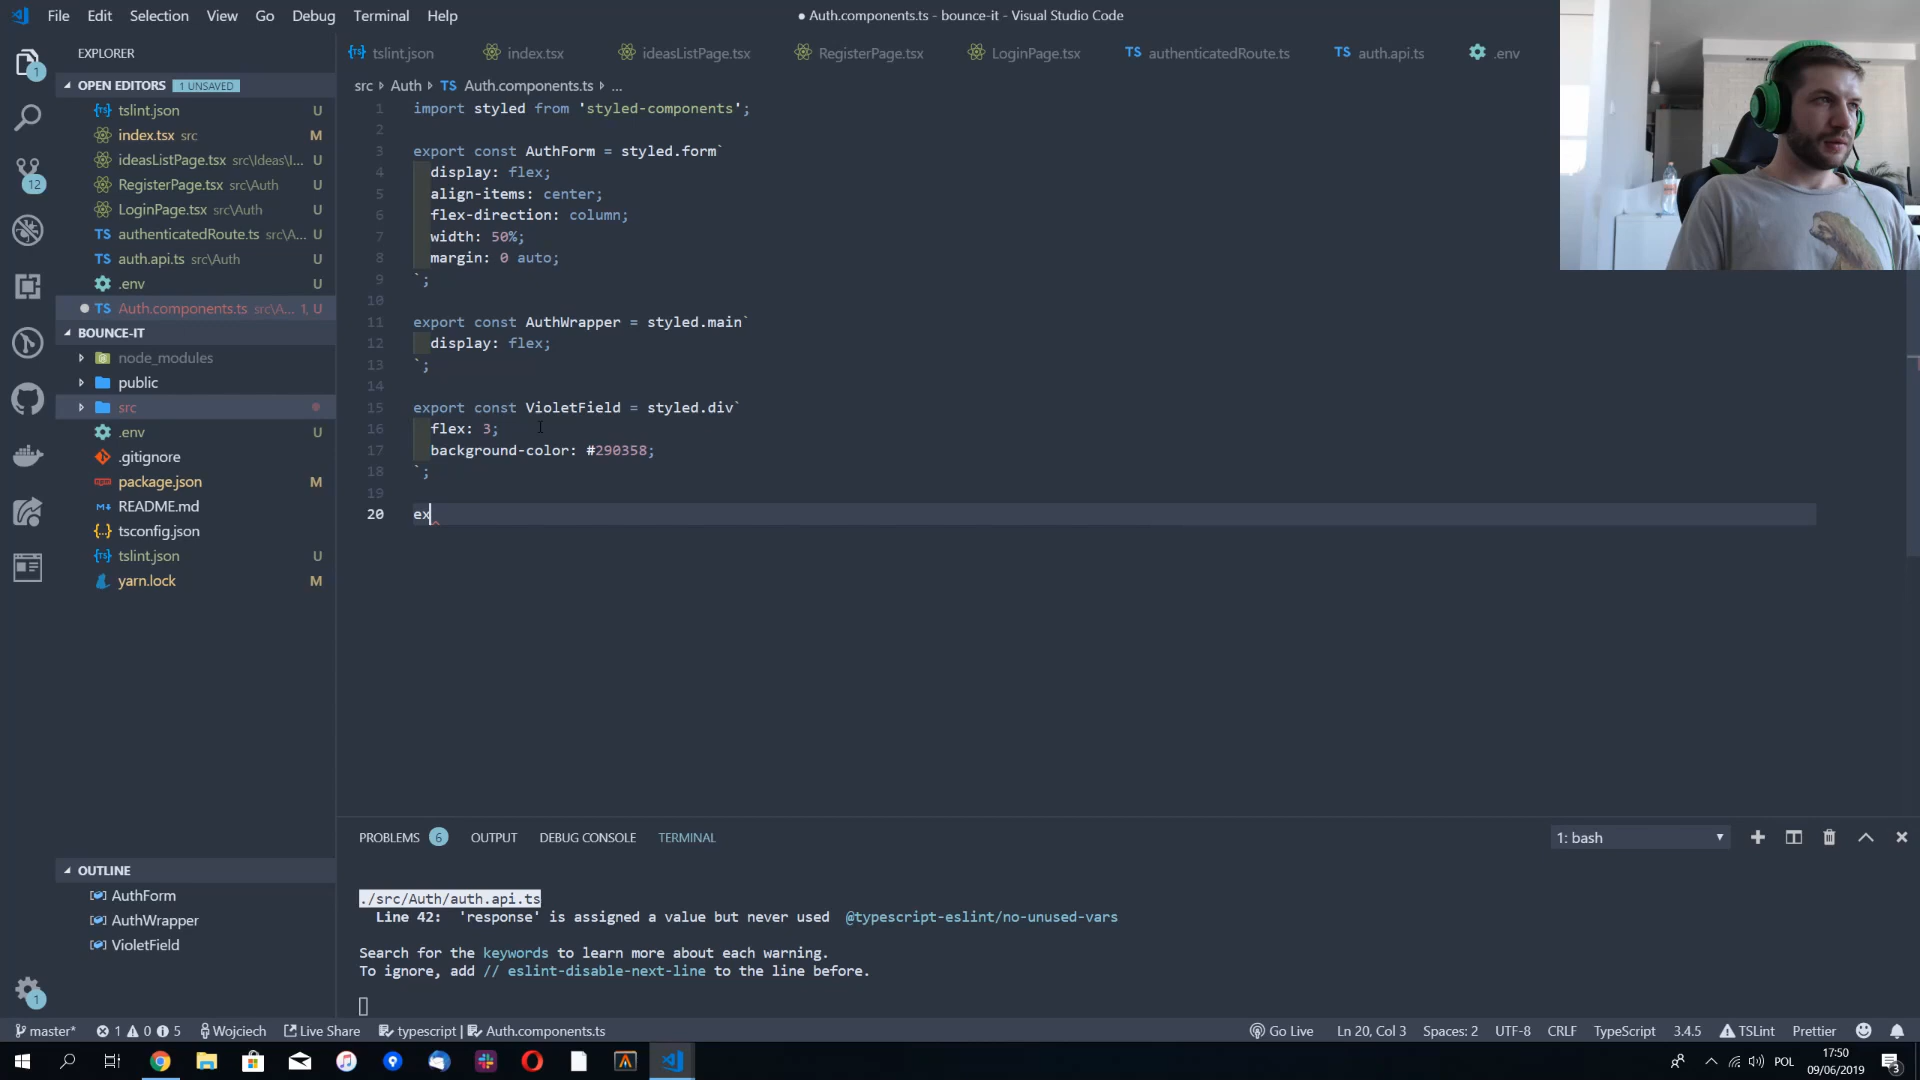 File Edit Selection View Go Debug Terminal Help
● Auth.components.ts - bounce-it - Visual Studio Code
EXPLORER
OPEN EDITORS 1 UNSAVED
tslint.json U
index.tsx src M
ideasListPage.tsx src\Ideas\I... U
RegisterPage.tsx src\Auth U
LoginPage.tsx src\Auth U
authenticatedRoute.ts src\A... U
auth.api.ts src\Auth U
.env U
Auth.components.ts src\A... 1, U
BOUNCE-IT
node_modules
public
src
.env U
.gitignore
package.json M
README.md
tsconfig.json
tslint.json U
yarn.lock M
OUTLINE
AuthForm
AuthWrapper
VioletField
1
12
1
tslint.json index.tsx ideasListPage.tsx RegisterPage.tsx LoginPage.tsx TS authenticatedRoute.ts TS auth.api.ts .env
src Auth TS Auth.components.ts ...
1 import styled from 'styled-components';
2
3 export const AuthForm = styled.form`
4 display: flex;
5 align-items: center;
6 flex-direction: column;
7 width: 50%;
8 margin: 0 auto;
9 `;
10
11 export const AuthWrapper = styled.main`
12 display: flex;
13 `;
14
15 export const VioletField = styled.div`
16 flex: 3;
17 background-color: #290358;
18 `;
19
20 ex
PROBLEMS 6 OUTPUT DEBUG CONSOLE TERMINAL
1: bash
./src/Auth/auth.api.ts
Line 42: 'response' is assigned a value but never used @typescript-eslint/no-unused-vars
Search for the keywords to learn more about each warning.
To ignore, add // eslint-disable-next-line to the line before.
master* 1 0 5 Wojciech Live Share typescript | Auth.components.ts
Go Live Ln 20, Col 3 Spaces: 2 UTF-8 CRLF TypeScript 3.4.5 TSLint Prettier
POL
17:50
09/06/2019
3